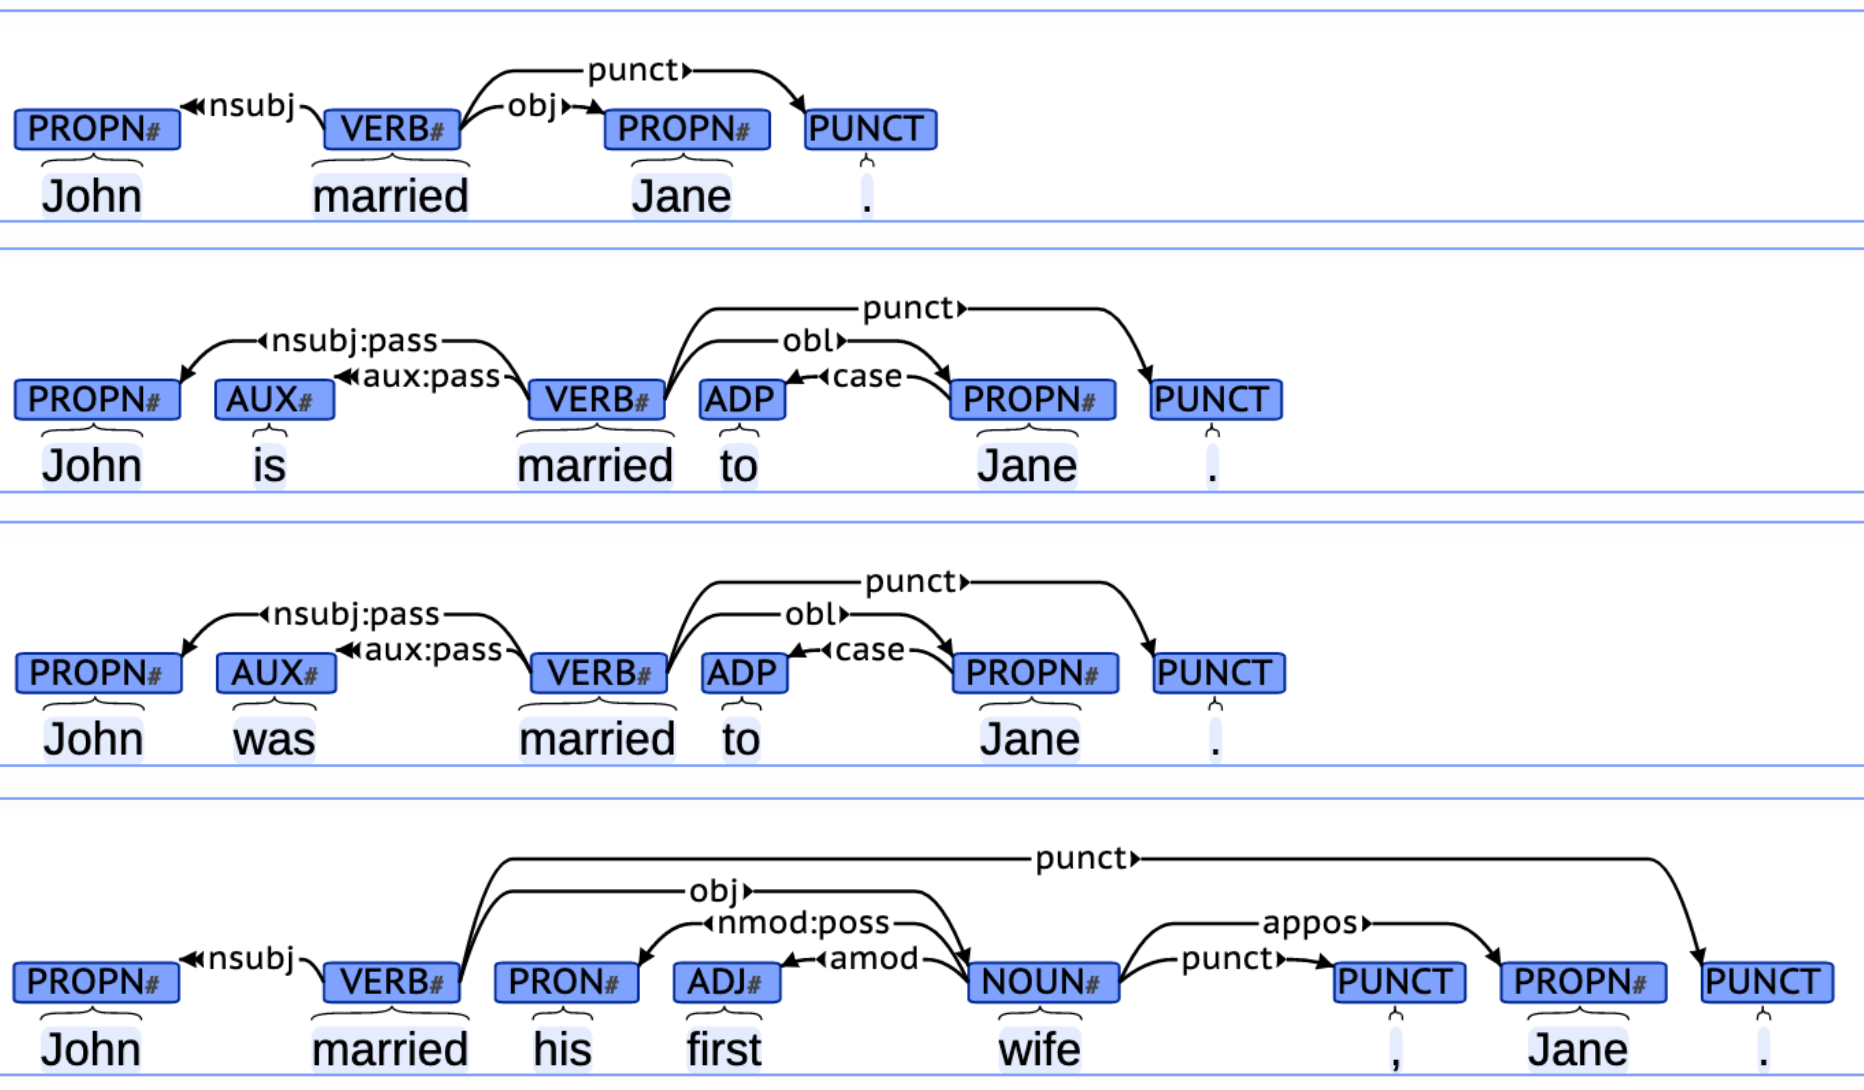 punct
nsubj obj
PROPN# VERB# PROPN# PUNCT
John married Jane .
punct
nsubj:pass obl
aux:pass case
PROPN# AUX# VERB# ADP PROPN# PUNCT
John is married to Jane .
punct
nsubj:pass obl
aux:pass case
PROPN# AUX# VERB# ADP PROPN# PUNCT
John was married to Jane .
punct
obj
nmod:poss appos
nsubj amod punct
PROPN# VERB# PRON# ADJ# NOUN# PUNCT PROPN# PUNCT
John married his first wife , Jane .